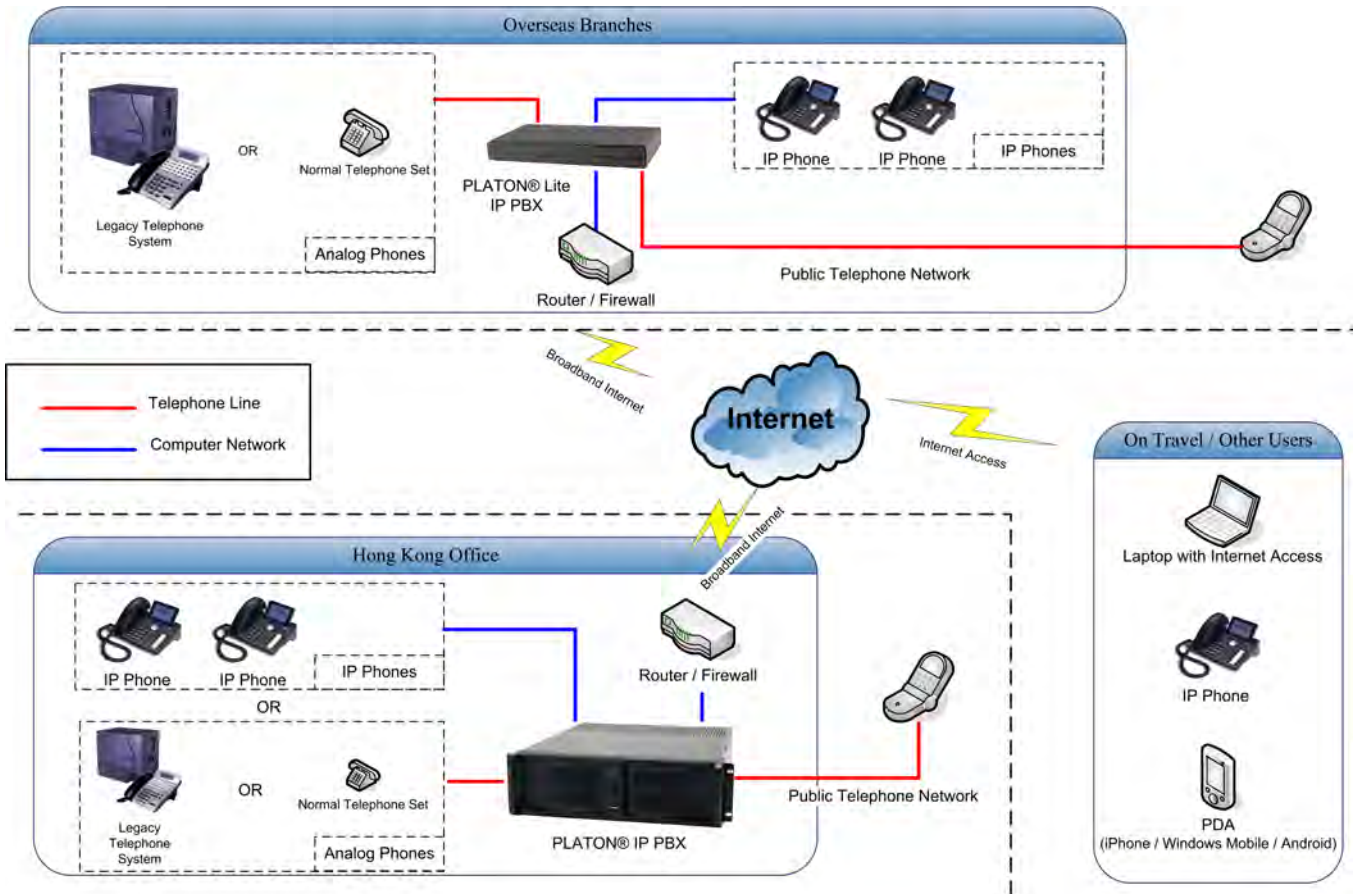 Overseas Branches
OR
Normal Telephone Set
Legacy Telephone
System
Analog Phones
PLATON® Lite
IP PBX
IP Phone
IP Phone
IP Phones
Router / Firewall
Public Telephone Network
Broadband Internet
Telephone Line
Computer Network
Internet
Internet Access
Broadband Internet
On Travel / Other Users
Laptop with Internet Access
IP Phone
PDA
(iPhone / Windows Mobile / Android)
Hong Kong Office
IP Phone
IP Phone
IP Phones
OR
OR
Normal Telephone Set
Legacy
Telephone
System
Analog Phones
Router / Firewall
PLATON® IP PBX
Public Telephone Network